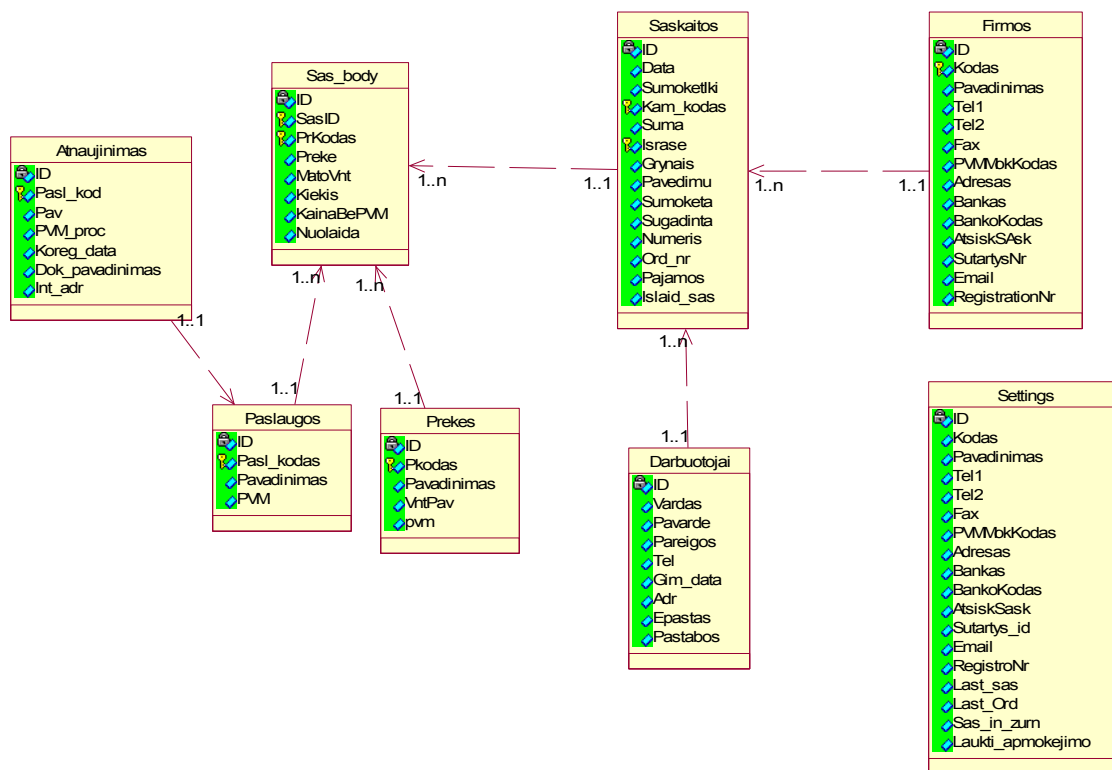 Atnaujinimas
ID
Pasl_kod
Pav
PVM_proc
Koreg_data
Dok_pavadinimas
Int_adr
1..1
Sas_body
ID
SasID
PrKodas
Preke
MatoVnt
Kiekis
KainaBePVM
Nuolaida
1..n
1..n
1..n
Saskaitos
ID
Data
SumoketIki
Kam_kodas
Suma
Israse
Grynais
Pavedimu
Sumoketa
Sugadinta
Numeris
Ord_nr
Pajamos
Islaid_sas
1..1
1..n
1..n
Firmos
ID
Kodas
Pavadinimas
Tel1
Tel2
Fax
PVMMokKodas
Adresas
Bankas
BankoKodas
AtsiskSAsk
SutartysNr
Email
RegistrationNr
1..1
1..1
Paslaugos
ID
Pasl_kodas
Pavadinimas
PVM
1..1
Prekes
ID
Pkodas
Pavadinimas
VntPav
pvm
1..1
Darbuotojai
ID
Vardas
Pavarde
Pareigos
Tel
Gim_data
Adr
Epastas
Pastabos
Settings
ID
Kodas
Pavadinimas
Tel1
Tel2
Fax
PVMMokKodas
Adresas
Bankas
BankoKodas
AtsiskSask
Sutartys_id
Email
RegistroNr
Last_sas
Last_Ord
Sas_in_zurn
Laukti_apmokejimo